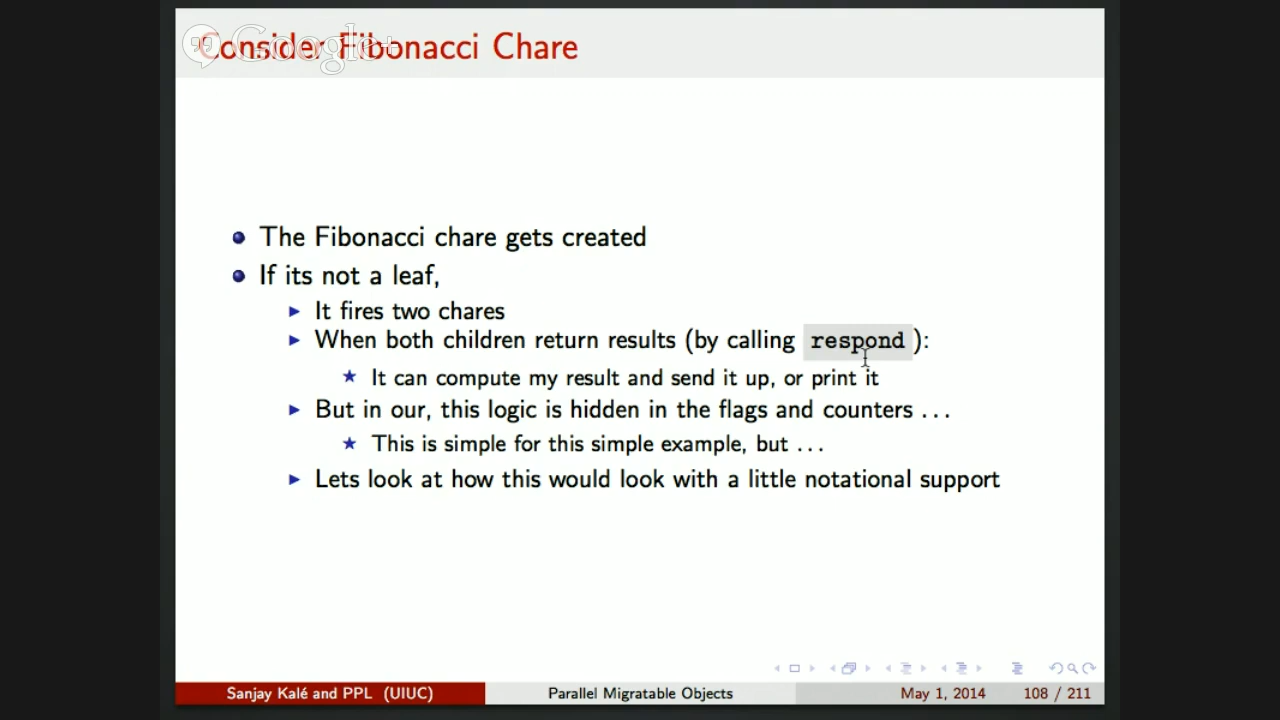 Consider Fibonacci Chare
Google+
The Fibonacci chare gets created
If its not a leaf,
It fires two chares
When both children return results (by calling respond ):
It can compute my result and send it up, or print it
But in our, this logic is hidden in the flags and counters . . .
This is simple for this simple example, but . . .
Lets look at how this would look with a little notational support
Sanjay Kalé and PPL (UIUC) Parallel Migratable Objects May 1, 2014 108 / 211